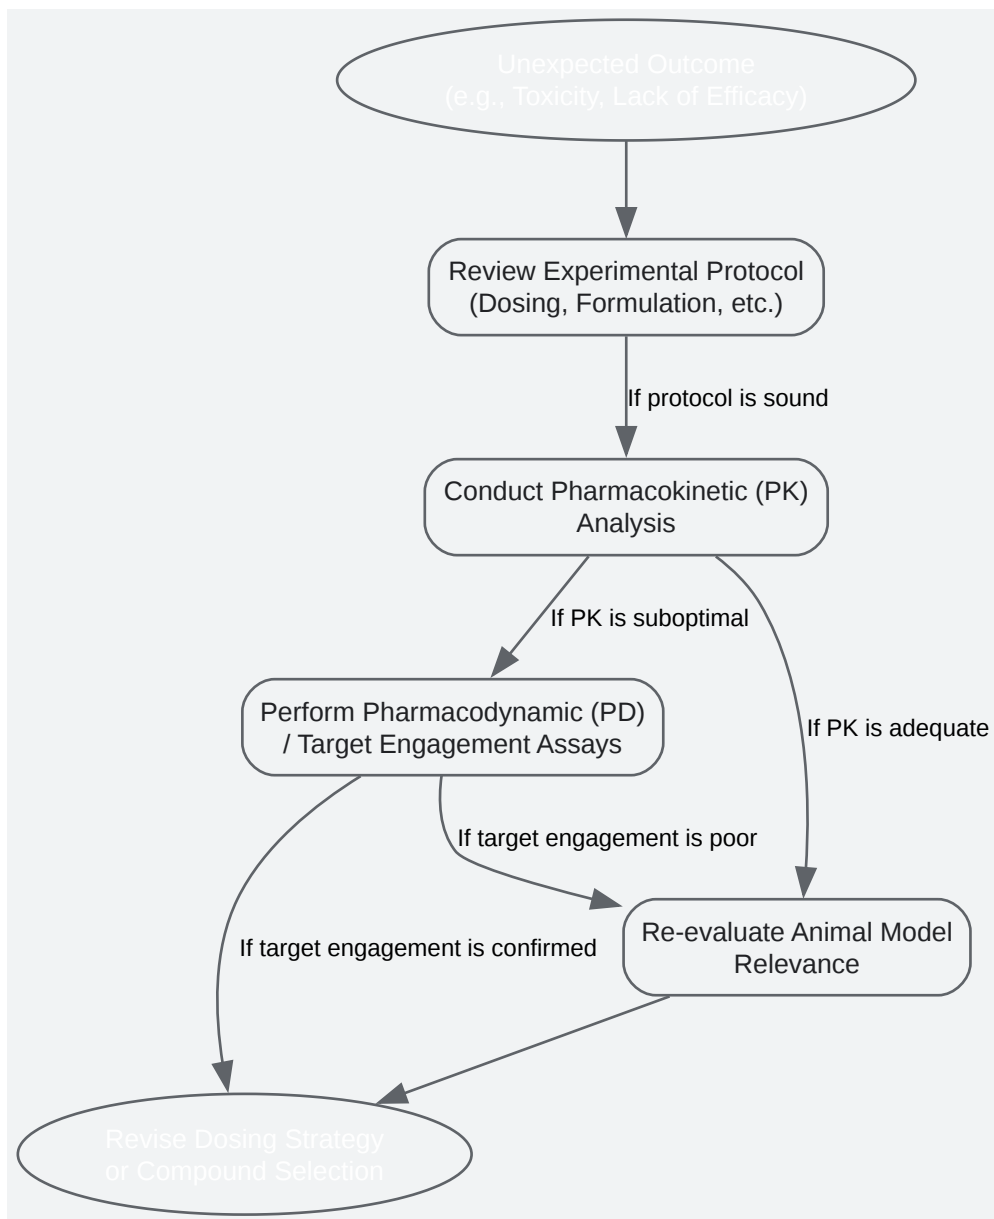 Unexpected Outcome
(e.g., Toxicity, Lack of Efficacy)
Review Experimental Protocol
(Dosing, Formulation, etc.)
If protocol is sound
Conduct Pharmacokinetic (PK)
Analysis
If PK is suboptimal
Perform Pharmacodynamic (PD)
/ Target Engagement Assays
If PK is adequate
If target engagement is poor
If target engagement is confirmed
Re-evaluate Animal Model
Relevance
Revise Dosing Strategy
or Compound Selection